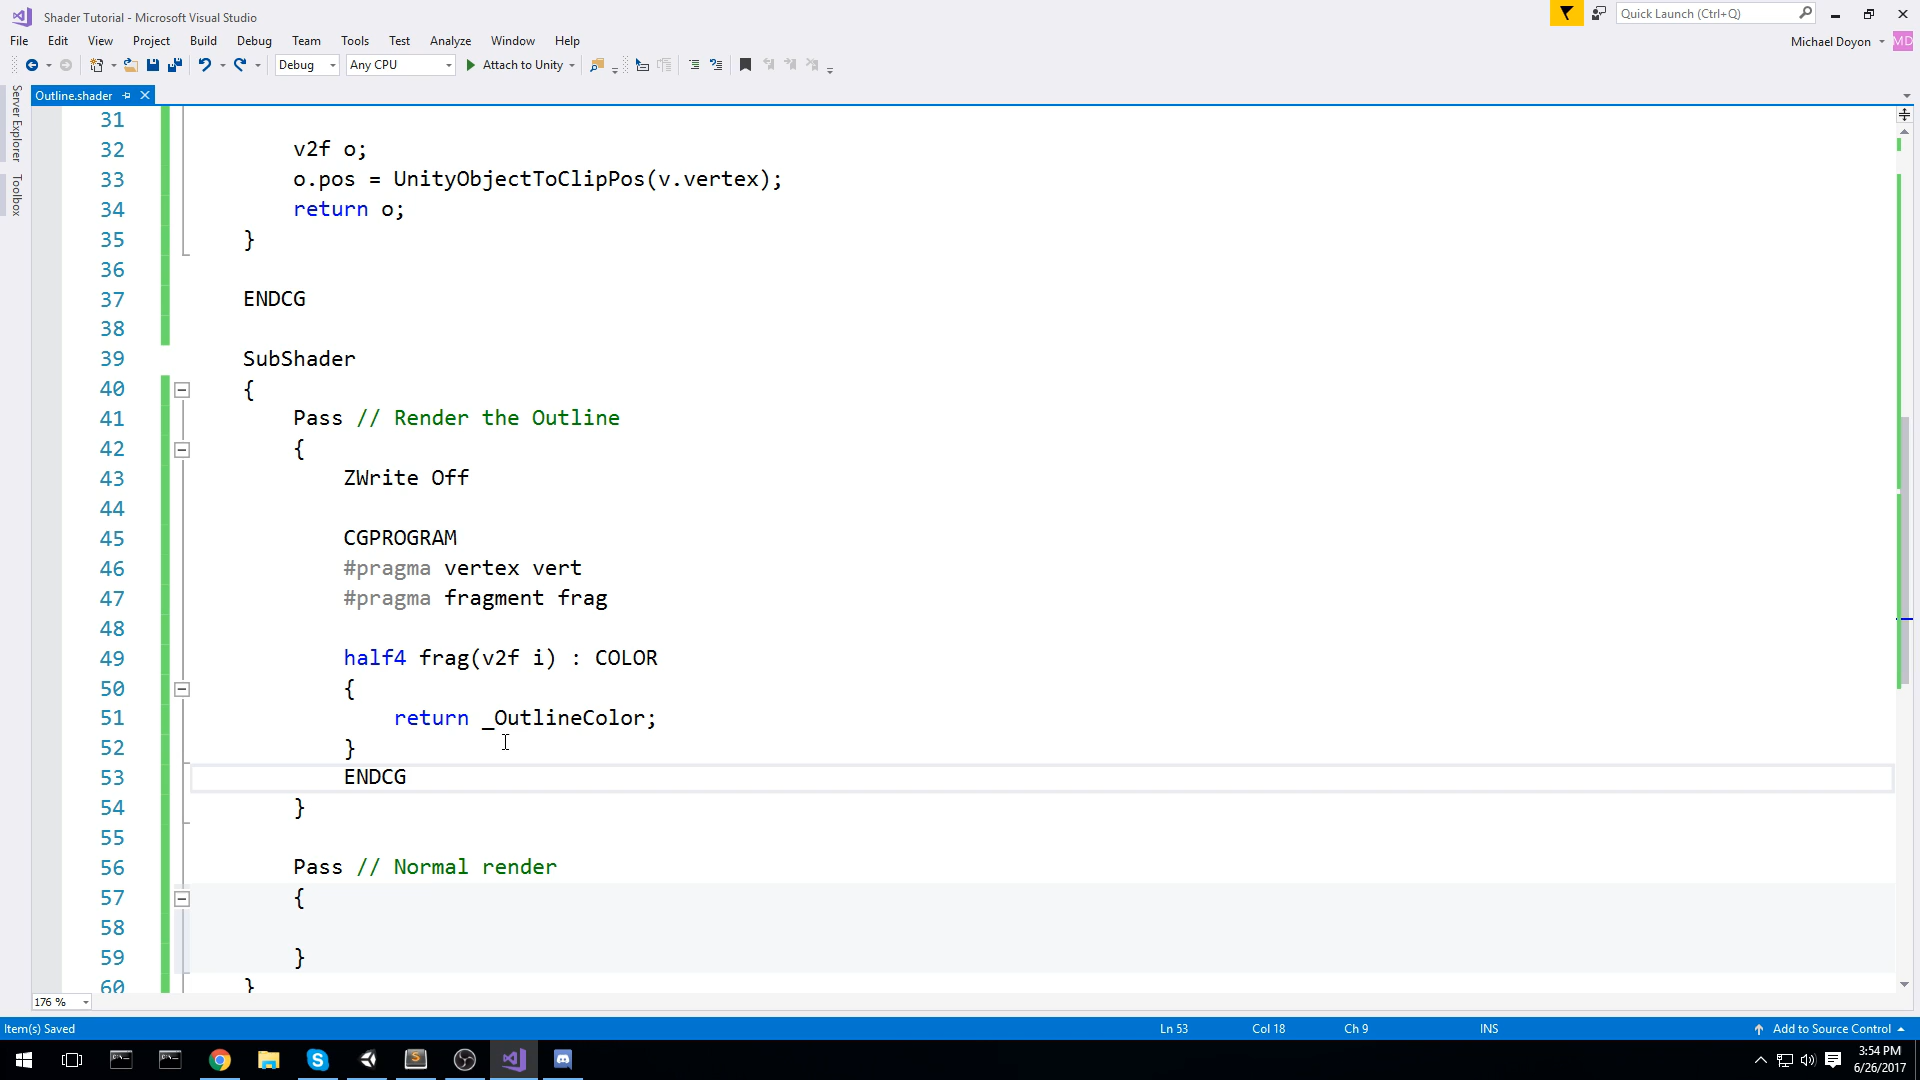 Shader Tutorial - Microsoft Visual Studio
Quick Launch (Ctrl+Q)
File Edit View Project Build Debug Team Tools Test Analyze Window Help
Michael Doyon MD
Debug Any CPU Attach to Unity
Server Explorer
Toolbox
Outline.shader
31
32 v2f o;
33 o.pos = UnityObjectToClipPos(v.vertex);
34 return o;
35 }
36
37 ENDCG
38
39 SubShader
40 {
41 Pass // Render the Outline
42 {
43 ZWrite Off
44
45 CGPROGRAM
46 #pragma vertex vert
47 #pragma fragment frag
48
49 half4 frag(v2f i) : COLOR
50 {
51 return _OutlineColor;
52 }
53 ENDCG
54 }
55
56 Pass // Normal render
57 {
58
59 }
60 }
176 %
Item(s) Saved Ln 53 Col 18 Ch 9 INS Add to Source Control
3:54 PM
6/26/2017